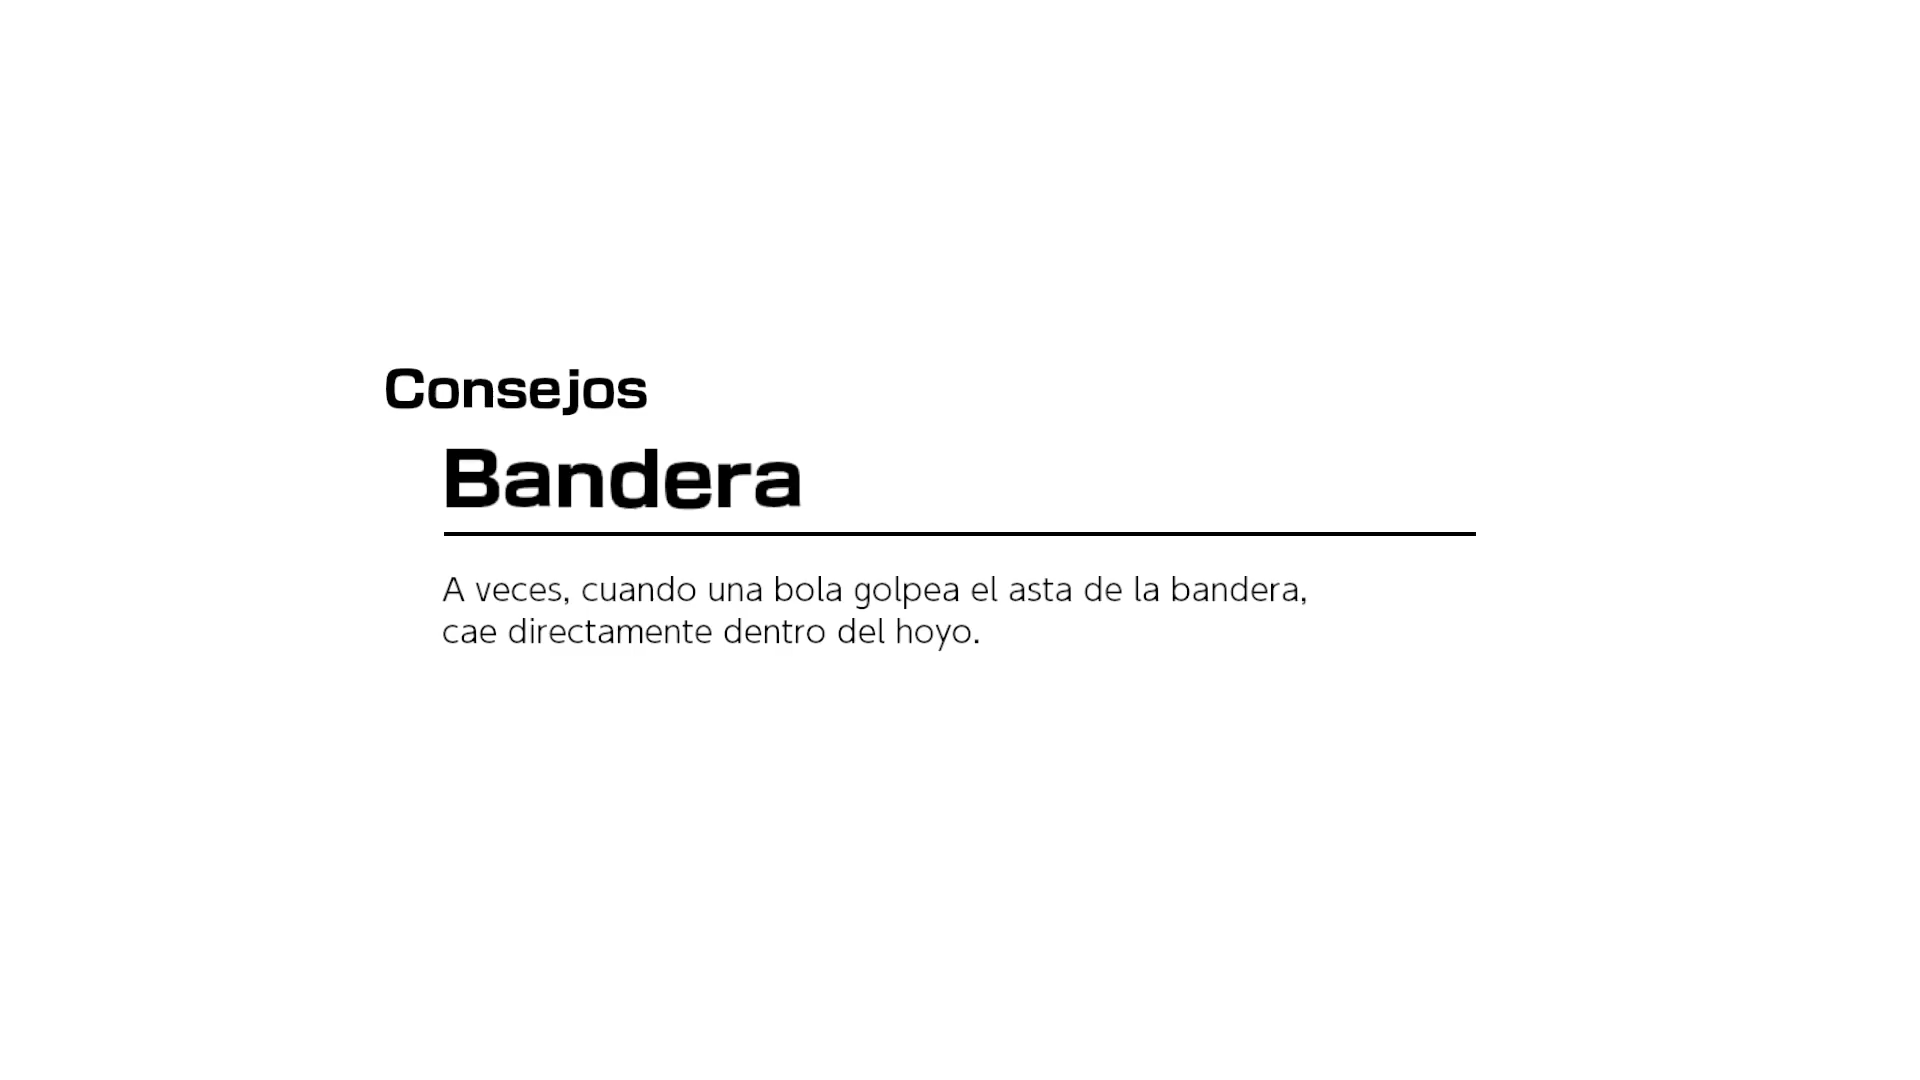 Consejos
Bandera
A veces, cuando una bola golpea el asta de la bandera,
cae directamente dentro del hoyo.